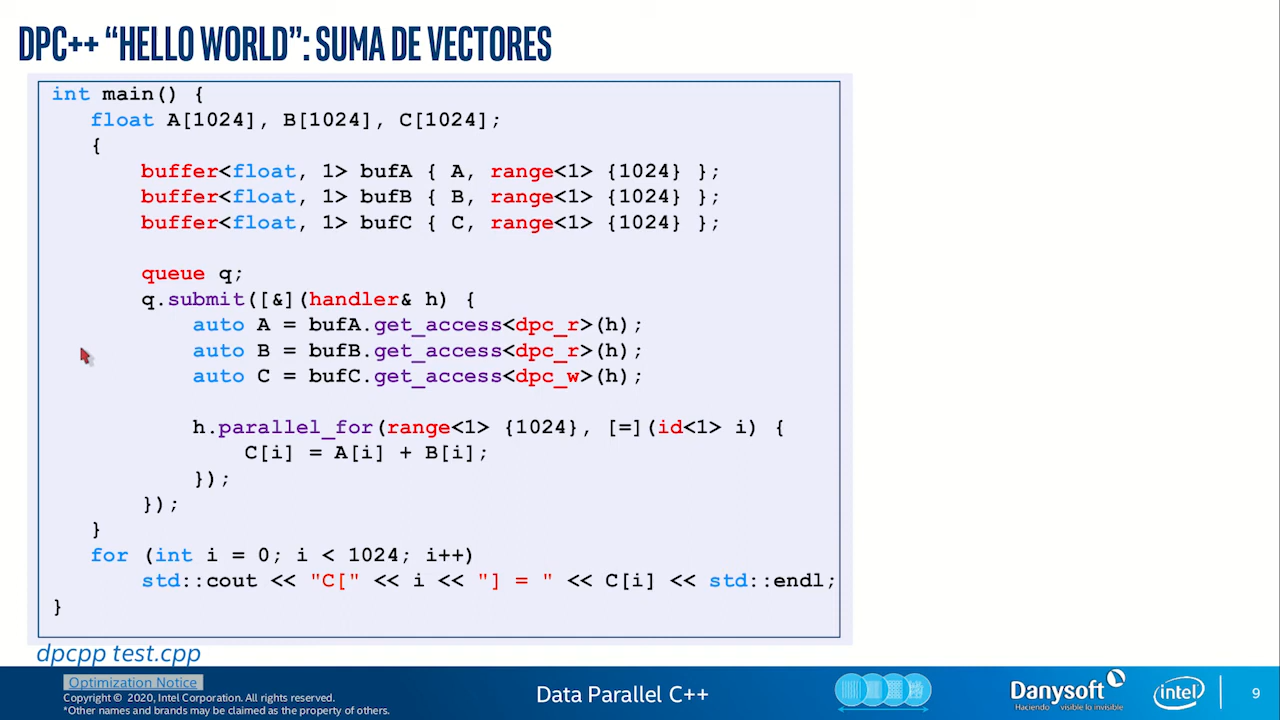 DPC++ “HELLO WORLD”: SUMA DE VECTORES
int main() {
float A[1024], B[1024], C[1024];
{
buffer<float, 1> bufA { A, range<1> {1024} };
buffer<float, 1> bufB { B, range<1> {1024} };
buffer<float, 1> bufC { C, range<1> {1024} };
queue q;
q.submit([&](handler& h) {
auto A = bufA.get_access<dpc_r>(h);
auto B = bufB.get_access<dpc_r>(h);
auto C = bufC.get_access<dpc_w>(h);
h.parallel_for(range<1> {1024}, [=](id<1> i) {
C[i] = A[i] + B[i];
});
});
}
for (int i = 0; i < 1024; i++)
std::cout << "C[" << i << "] = " << C[i] << std::endl;
}
dpcpp test.cpp
Optimization Notice
Copyright © 2020, Intel Corporation. All rights reserved.
*Other names and brands may be claimed as the property of others.
Data Parallel C++
Danysoft
Haciendo visible lo invisible
intel
9